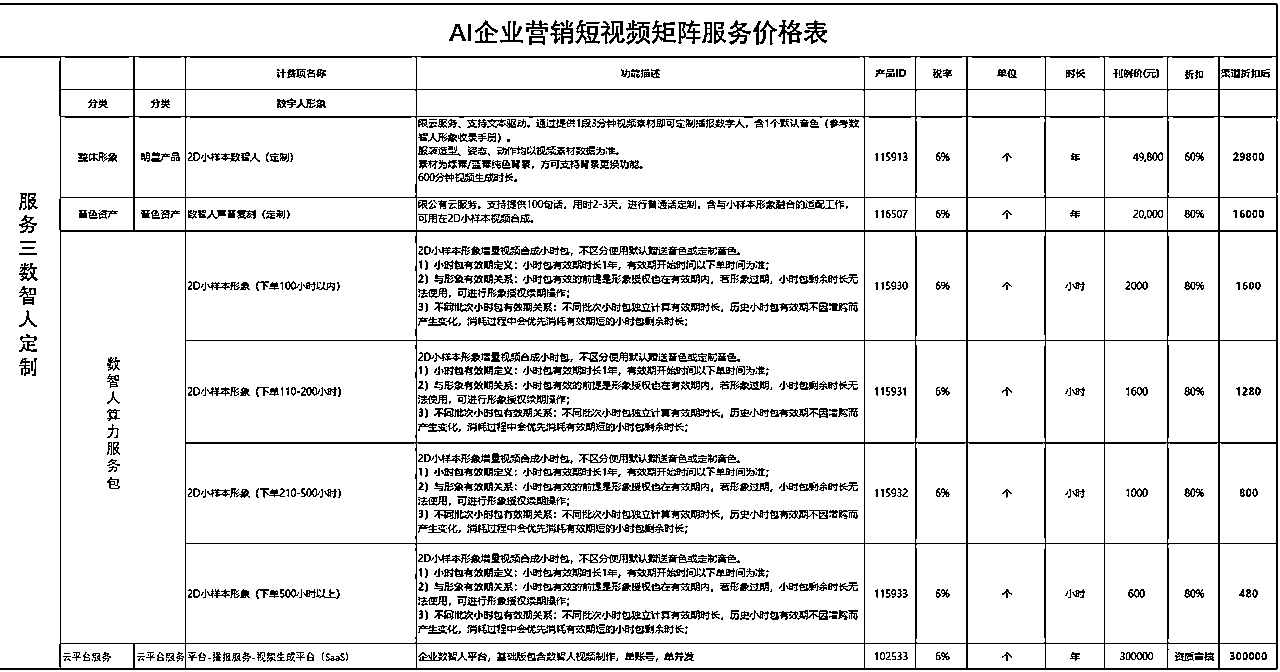 AI企业营销短视频矩阵服务价格表
计费项名称 功能描述 产品ID 税率 单位 时长 刊例价(元) 折扣 渠道折扣后
分类 分类 数字人形象
服务三数智人定制
整体形象 明星产品 2D小样本数智人（定制）
限云服务、支持文本驱动。通过提供1段3分钟视频素材即可定制播报数字人，含1个默认音色（参考数
智人形象收录手册）。
服装造型、姿态、动作均以视频素材数据为准。
素材为绿幕/蓝幕纯色背景，方可支持背景更换功能。
600分钟视频生成时长。
115913 6% 个 年 49,800 60% 29800
音色资产 音色资产 数智人声音复刻（定制）
限公有云服务。支持提供100句话，用时2-3天，进行普通话定制，含与小样本形象融合的适配工作，
可用在2D小样本视频合成。
116507 6% 个 年 20,000 80% 16000
数智人算力服务包
2D小样本形象（下单100小时以内）
2D小样本形象增量视频合成小时包，不区分使用默认赠送音色或定制音色。
1）小时包有效期定义：小时包有效期时长1年，有效期开始时间以下单时间为准；
2）与形象有效期关系：小时包有效的前提是形象授权也在有效期内，若形象过期，小时包剩余时长无
法使用，可进行形象授权续期操作；
3）不同批次小时包有效期关系：不同批次小时包独立计算有效期时长，历史小时包有效期不因增购而
产生变化，消耗过程中会优先消耗有效期短的小时包剩余时长；
115930 6% 个 小时 2000 80% 1600
2D小样本形象（下单110-200小时）
2D小样本形象增量视频合成小时包，不区分使用默认赠送音色或定制音色。
1）小时包有效期定义：小时包有效期时长1年，有效期开始时间以下单时间为准；
2）与形象有效期关系：小时包有效的前提是形象授权也在有效期内，若形象过期，小时包剩余时长无
法使用，可进行形象授权续期操作；
3）不同批次小时包有效期关系：不同批次小时包独立计算有效期时长，历史小时包有效期不因增购而
产生变化，消耗过程中会优先消耗有效期短的小时包剩余时长；
115931 6% 个 小时 1600 80% 1280
2D小样本形象（下单210-500小时）
2D小样本形象增量视频合成小时包，不区分使用默认赠送音色或定制音色。
1）小时包有效期定义：小时包有效期时长1年，有效期开始时间以下单时间为准；
2）与形象有效期关系：小时包有效的前提是形象授权也在有效期内，若形象过期，小时包剩余时长无
法使用，可进行形象授权续期操作；
3）不同批次小时包有效期关系：不同批次小时包独立计算有效期时长，历史小时包有效期不因增购而
产生变化，消耗过程中会优先消耗有效期短的小时包剩余时长；
115932 6% 个 小时 1000 80% 800
2D小样本形象（下单500小时以上）
2D小样本形象增量视频合成小时包，不区分使用默认赠送音色或定制音色。
1）小时包有效期定义：小时包有效期时长1年，有效期开始时间以下单时间为准；
2）与形象有效期关系：小时包有效的前提是形象授权也在有效期内，若形象过期，小时包剩余时长无
法使用，可进行形象授权续期操作；
3）不同批次小时包有效期关系：不同批次小时包独立计算有效期时长，历史小时包有效期不因增购而
产生变化，消耗过程中会优先消耗有效期短的小时包剩余时长；
115933 6% 个 小时 600 80% 480
云平台服务 云平台服务 平台-播报服务-视频生成平台（SaaS） 企业数智人平台，基础版包含数智人视频制作，单账号，单并发 102533 6% 个 年 300000 资质审核 300000